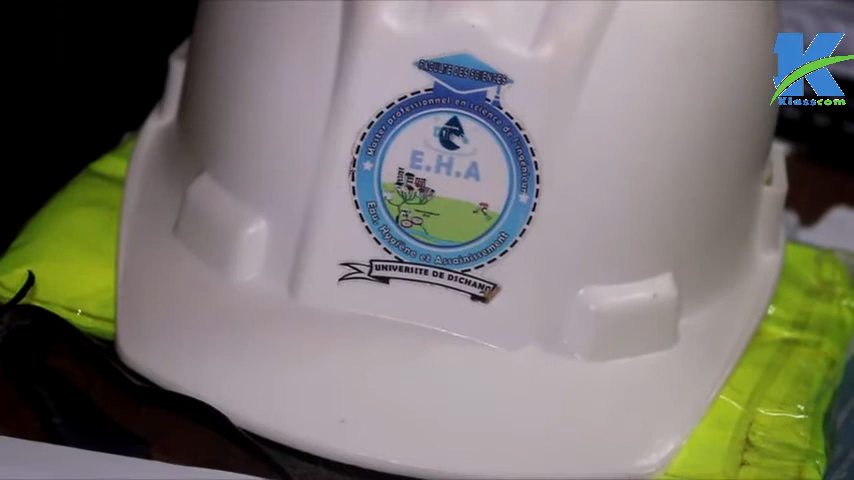 Klasscom
FACULTE DES SCIENCES
Master professionnel en science de l'ingénieur
E.H.A
Eau, Hygiène et Assainissement
UNIVERSITE DE DSCHANG